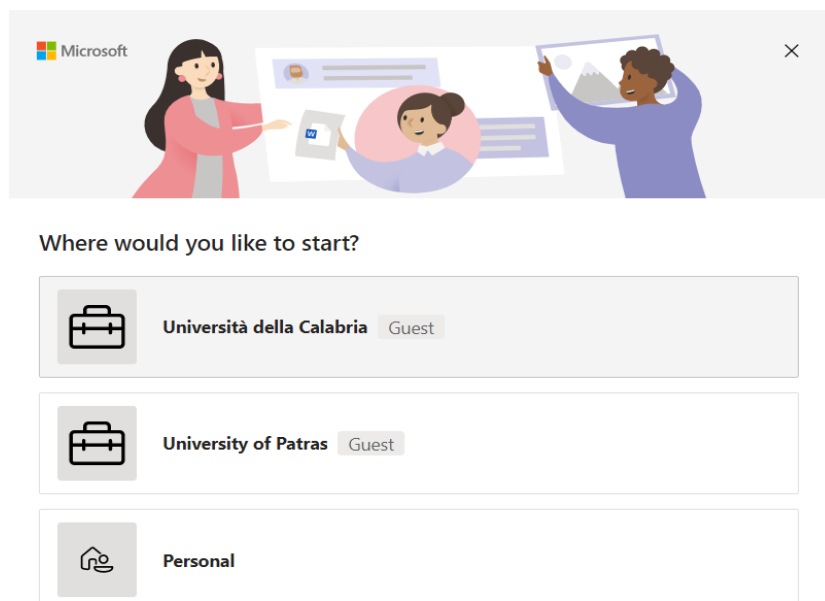 Microsoft
Where would you like to start?
Università della Calabria Guest
University of Patras Guest
Personal